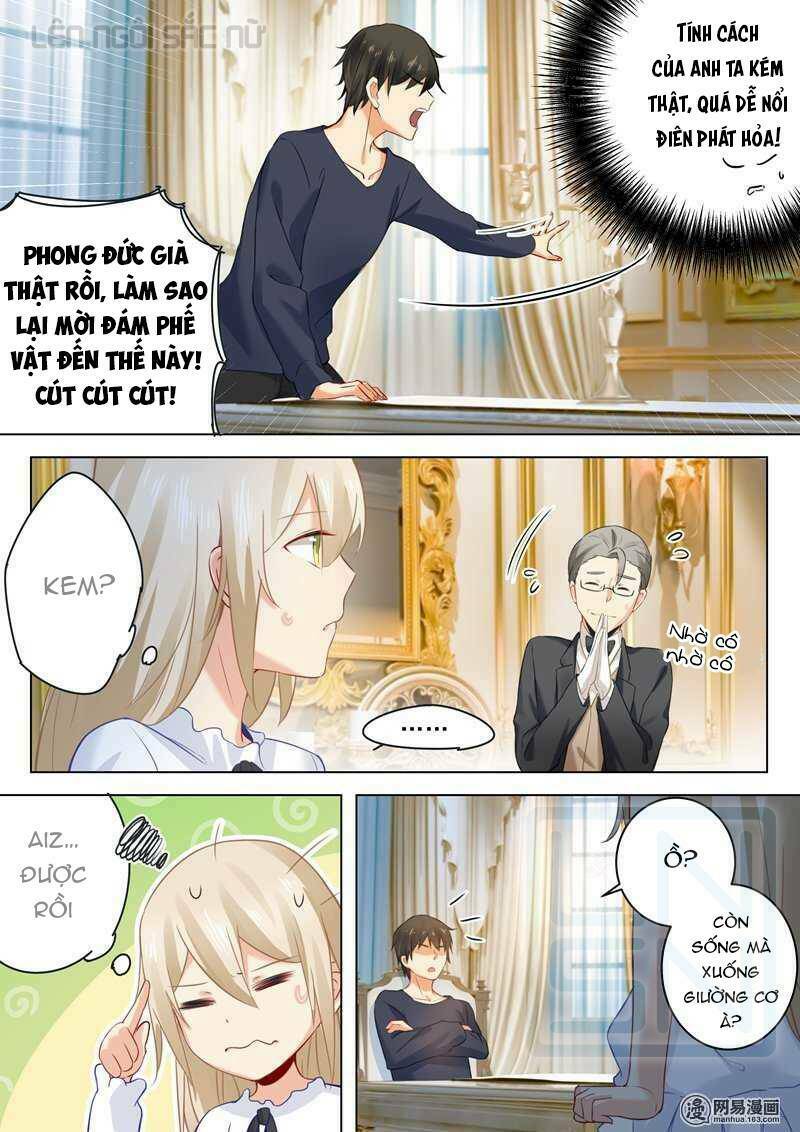 LÊN NGÔI SẮC NỮ
TÍNH CÁCH
CỦA ANH TA KÉM
THẬT, QUÁ DỄ NỔI
ĐIÊN PHÁT HỎA!
PHONG ĐỨC GIÀ
THẬT RỒI, LÀM SAO
LẠI MỜI ĐÁM PHẾ
VẬT ĐẾN THẾ NÀY!
CÚT CÚT CÚT!
KEM?
Nhờ cô
nhờ cô
......
AIZ...
ĐƯỢC
RỒI
Ồ?
CÒN
SỐNG MÀ
XUỐNG
GIƯỜNG CƠ
À?
网易漫画
manhua.163.com